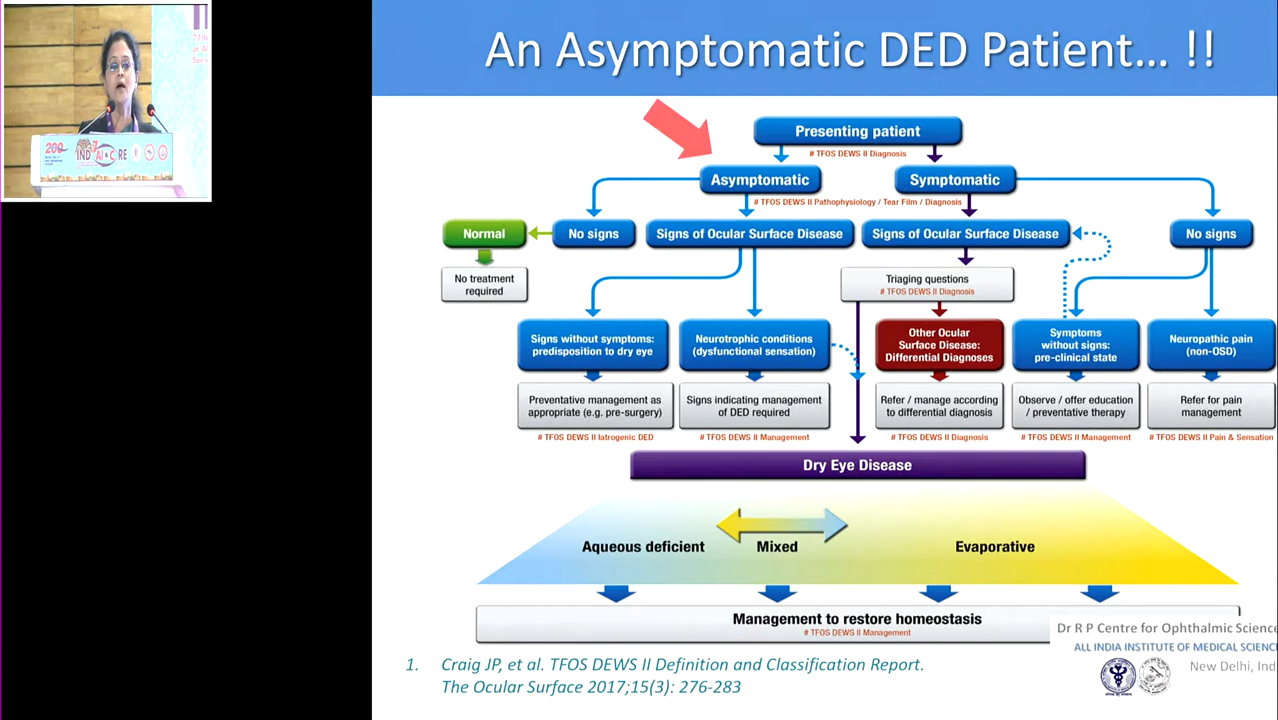 An Asymptomatic DED Patient... !!
Presenting patient
# TFOS DEWS II Diagnosis
Asymptomatic
Symptomatic
# TFOS DEWS II Pathophysiology / Tear Film / Diagnosis
Normal
No signs
Signs of Ocular Surface Disease
Signs of Ocular Surface Disease
No signs
No treatment
required
Triaging questions
# TFOS DEWS II Diagnosis
Signs without symptoms:
predisposition to dry eye
Neurotrophic conditions
(dysfunctional sensation)
Other Ocular
Surface Disease:
Differential Diagnoses
Symptoms
without signs:
pre-clinical state
Neuropathic pain
(non-OSD)
Preventative management as
appropriate (e.g. pre-surgery)
Signs indicating management
of DED required
Refer / manage according
to differential diagnosis
Observe / offer education
/ preventative therapy
Refer for pain
management
# TFOS DEWS II Iatrogenic DED
# TFOS DEWS II Management
# TFOS DEWS II Diagnosis
# TFOS DEWS II Management
# TFOS DEWS II Pain & Sensation
Dry Eye Disease
Aqueous deficient
Mixed
Evaporative
Management to restore homeostasis
# TFOS DEWS II Management
Dr R P Centre for Ophthalmic Science
ALL INDIA INSTITUTE OF MEDICAL SCIENC
New Delhi, Ind
1. Craig JP, et al. TFOS DEWS II Definition and Classification Report.
The Ocular Surface 2017;15(3): 276-283